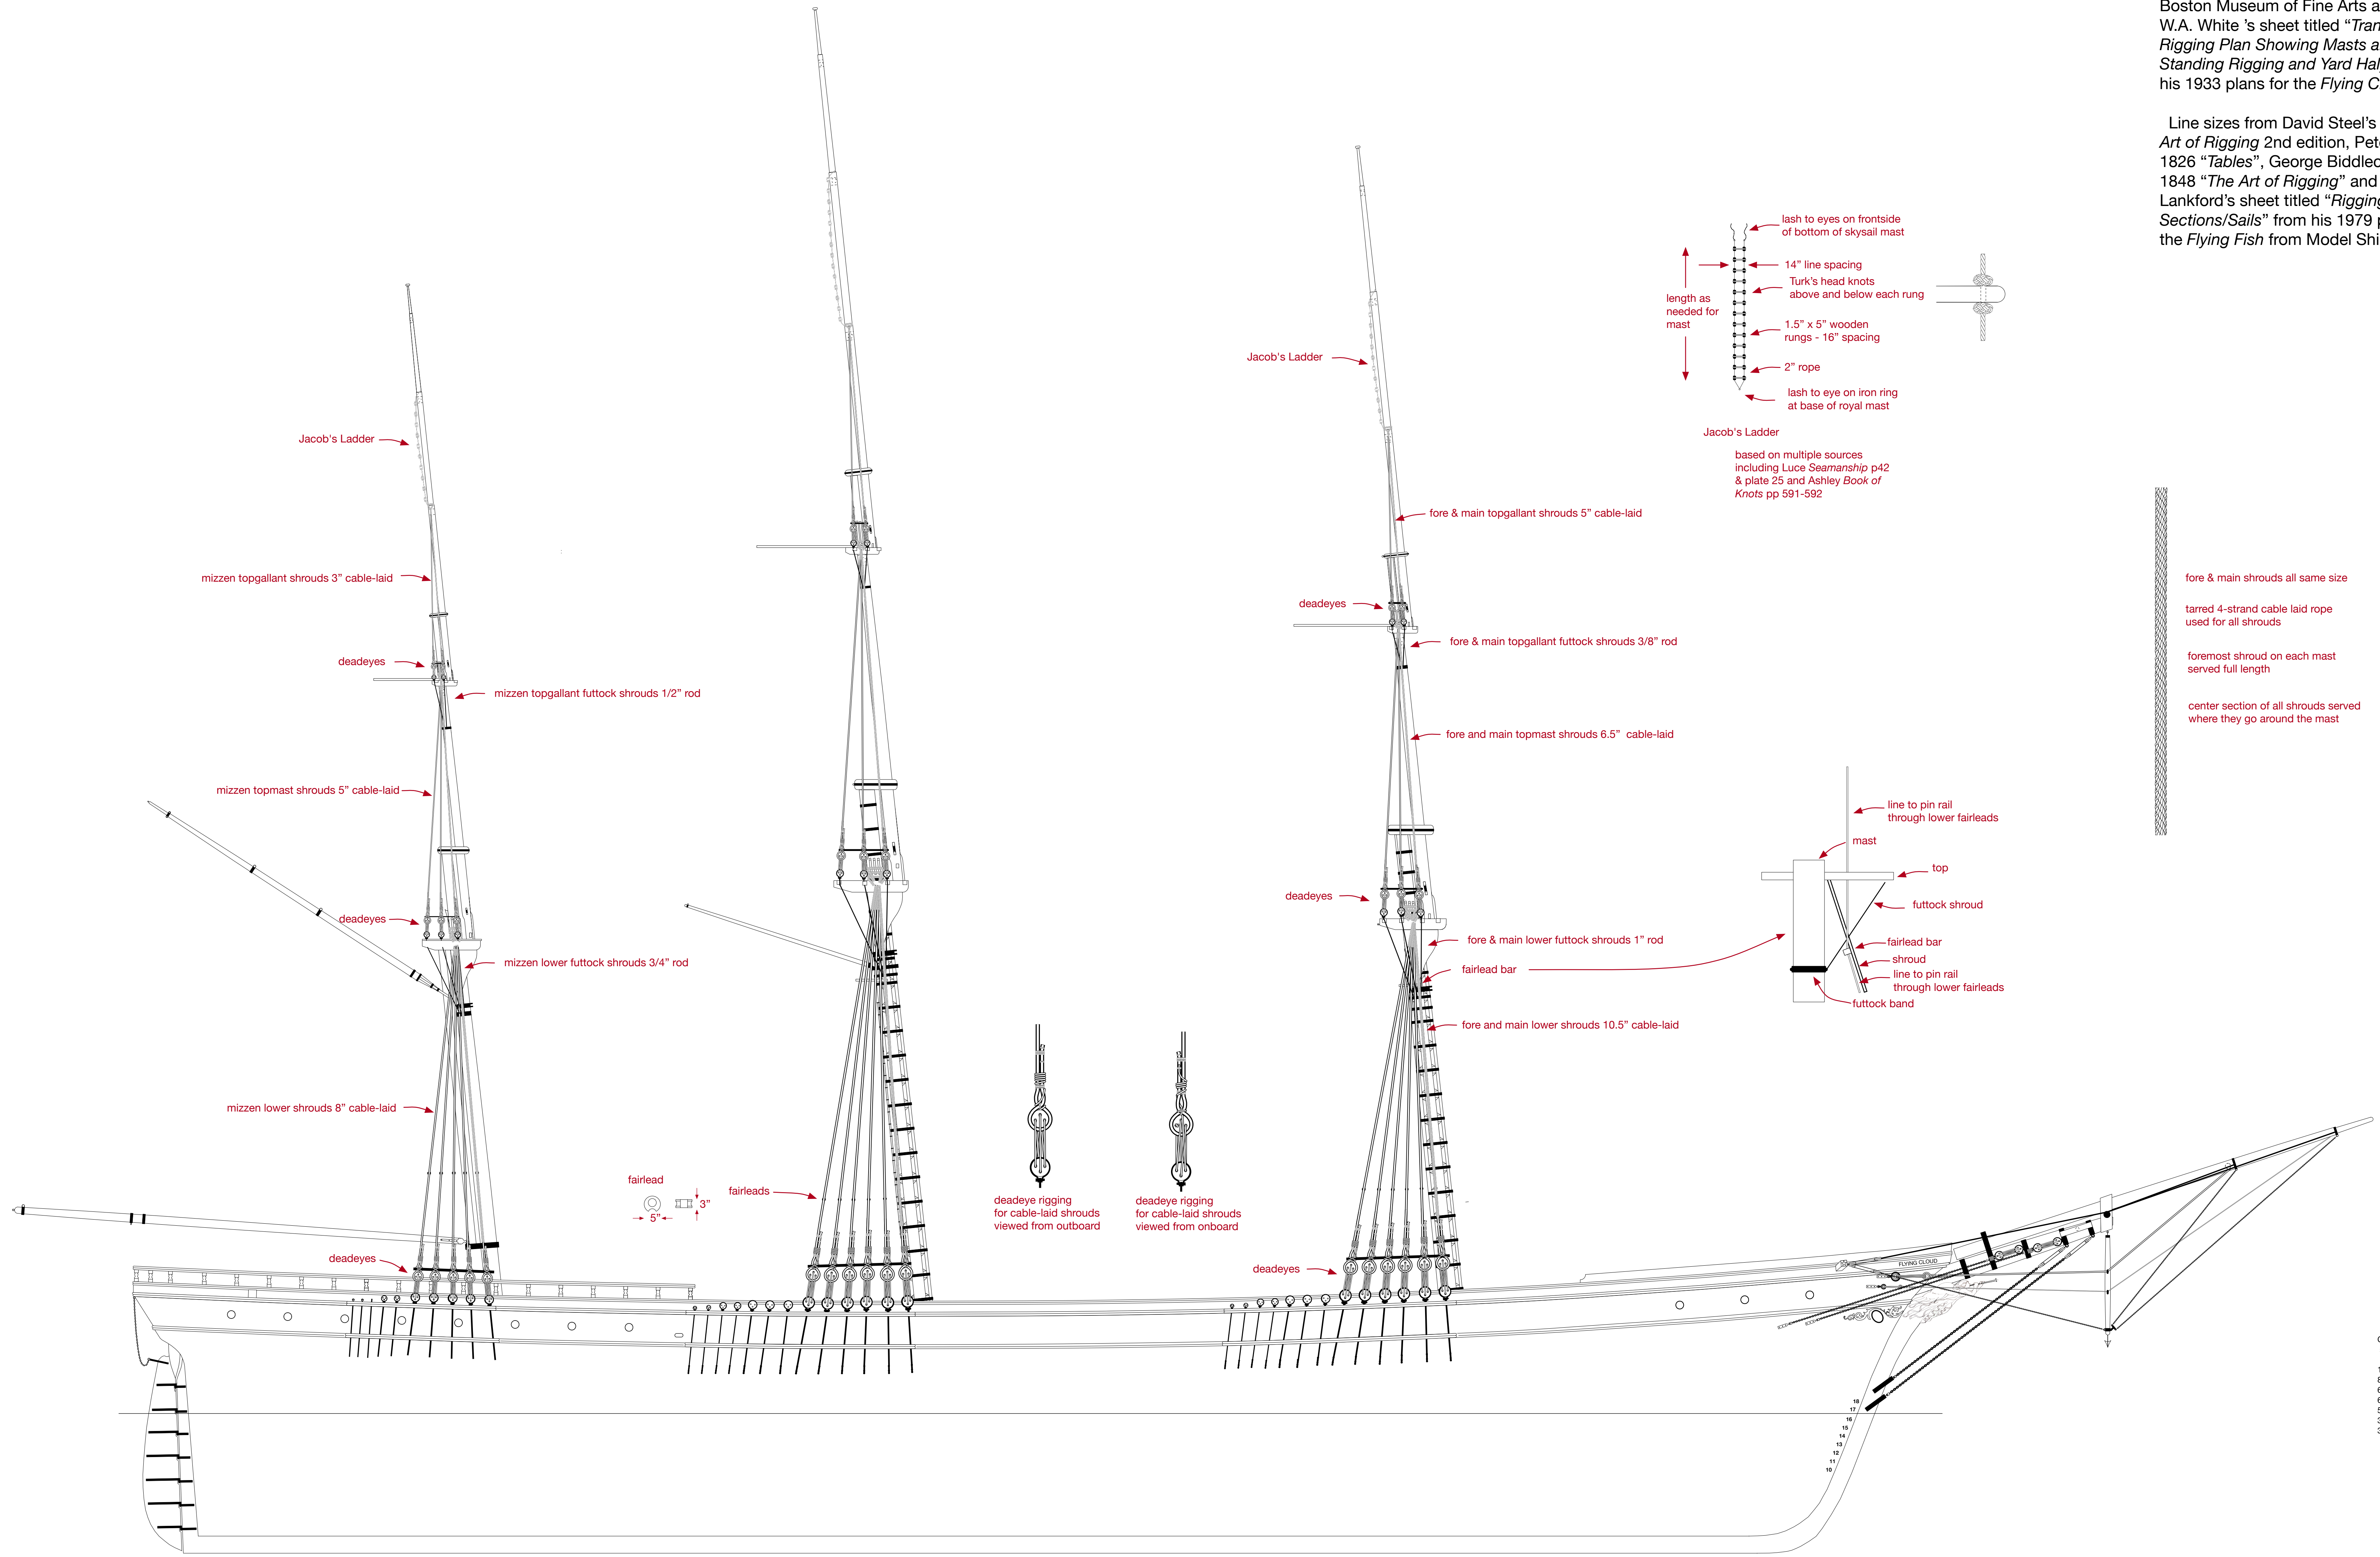 Boston Museum of Fine Arts a
W.A. White 's sheet titled “Tran
Rigging Plan Showing Masts a
Standing Rigging and Yard Hal
his 1933 plans for the Flying C
Line sizes from David Steel’s
Art of Rigging 2nd edition, Pet
1826 “Tables”, George Biddlec
1848 “The Art of Rigging” and
Lankford’s sheet titled “Rigging
Sections/Sails” from his 1979 p
the Flying Fish from Model Shi
lash to eyes on frontside
of bottom of skysail mast
14” line spacing
Turk’s head knots
above and below each rung
length as
needed for
mast
1.5” x 5” wooden
rungs - 16” spacing
2” rope
lash to eye on iron ring
at base of royal mast
Jacob's Ladder
based on multiple sources
including Luce Seamanship p42
& plate 25 and Ashley Book of
Knots pp 591-592
Jacob's Ladder
Jacob's Ladder
fore & main topgallant shrouds 5” cable-laid
mizzen topgallant shrouds 3” cable-laid
fore & main shrouds all same size
tarred 4-strand cable laid rope
used for all shrouds
foremost shroud on each mast
served full length
center section of all shrouds served
where they go around the mast
deadeyes
fore & main topgallant futtock shrouds 3/8” rod
deadeyes
mizzen topgallant futtock shrouds 1/2” rod
fore and main topmast shrouds 6.5” cable-laid
mizzen topmast shrouds 5” cable-laid
line to pin rail
through lower fairleads
mast
top
futtock shroud
fairlead bar
shroud
line to pin rail
through lower fairleads
futtock band
deadeyes
deadeyes
fore & main lower futtock shrouds 1” rod
mizzen lower futtock shrouds 3/4” rod
fairlead bar
fore and main lower shrouds 10.5” cable-laid
mizzen lower shrouds 8” cable-laid
fairlead
3”
5”
fairleads
deadeye rigging
for cable-laid shrouds
viewed from outboard
deadeye rigging
for cable-laid shrouds
viewed from onboard
deadeyes
deadeyes
FLYING CLOUD
18
17
16
15
14
13
12
11
10